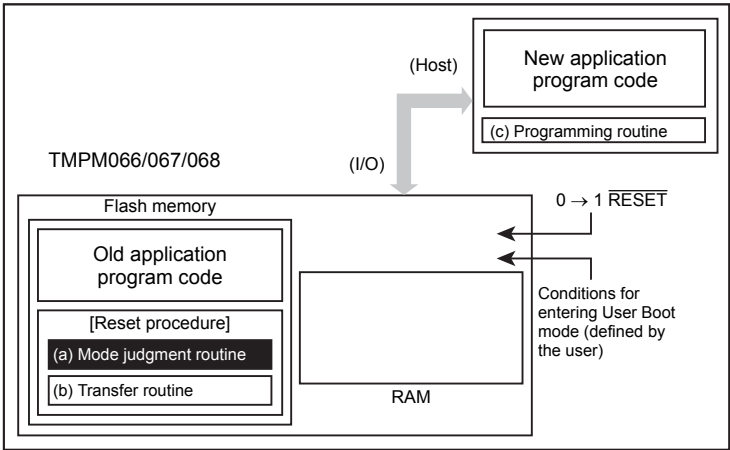 (Host)
New application
program code
(c) Programming routine
TMPM066/067/068
(I/O)
Flash memory
0 → 1 R̅E̅S̅E̅T̅
Old application
program code
[Reset procedure]
(a) Mode judgment routine
(b) Transfer routine
RAM
Conditions for
entering User Boot
mode (defined by
the user)